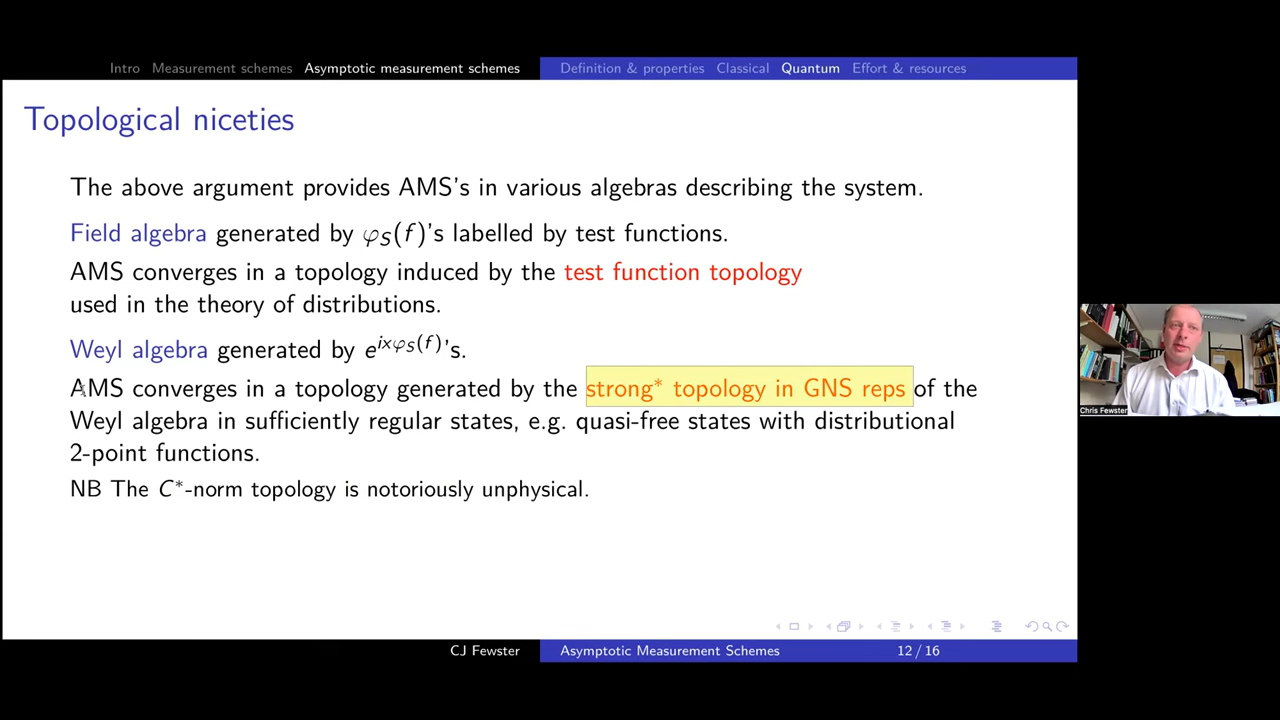 Intro Measurement schemes Asymptotic measurement schemes Definition & properties Classical Quantum Effort & resources
Topological niceties
The above argument provides AMS's in various algebras describing the system.
Field algebra generated by φ_S(f)'s labelled by test functions.
AMS converges in a topology induced by the test function topology
used in the theory of distributions.
Weyl algebra generated by e^{ixφ_S(f)}'s.
AMS converges in a topology generated by the strong* topology in GNS reps of the
Weyl algebra in sufficiently regular states, e.g. quasi-free states with distributional
2-point functions.
NB The C*-norm topology is notoriously unphysical.
Chris Fewster
CJ Fewster Asymptotic Measurement Schemes 12 / 16